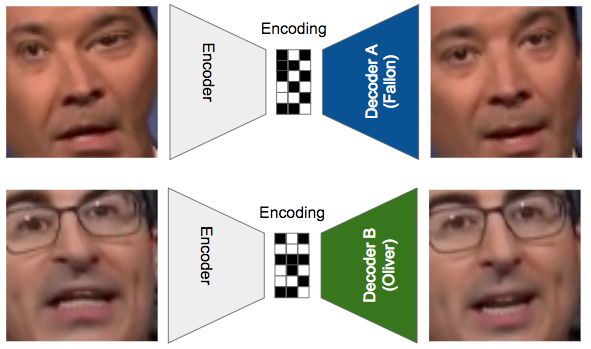 Encoding
Encoder
Decoder A
(Fallon)
Encoding
Encoder
Decoder B
(Oliver)